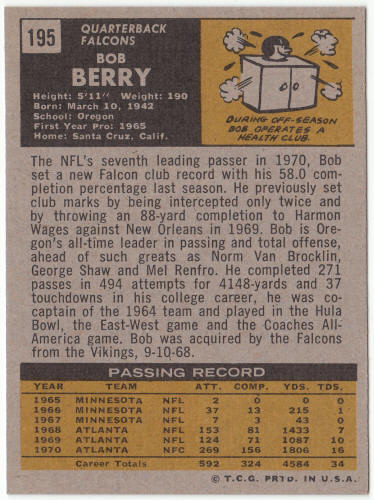 195
QUARTERBACK
FALCONS
BOB
BERRY
Height: 5'11" Weight: 190
Born: March 10, 1942
School: Oregon
First Year Pro: 1965
Home: Santa Cruz, Calif.
DURING OFF-SEASON
BOB OPERATES A
HEALTH CLUB.
The NFL's seventh leading passer in 1970, Bob
set a new Falcon club record with his 58.0 com-
pletion percentage last season. He previously set
club marks by being intercepted only twice and
by throwing an 88-yard completion to Harmon
Wages against New Orleans in 1969. Bob is Ore-
gon's all-time leader in passing and total offense,
ahead of such greats as Norm Van Brocklin,
George Shaw and Mel Renfro. He completed 271
passes in 494 attempts for 4148-yards and 37
touchdowns in his college career, he was co-
captain of the 1964 team and played in the Hula
Bowl, the East-West game and the Coaches All-
America game. Bob was acquired by the Falcons
from the Vikings, 9-10-68.
PASSING RECORD
YEAR TEAM ATT. COMP. YDS. TDS.
1965 MINNESOTA NFL 2 0 0 0
1966 MINNESOTA NFL 37 13 215 1
1967 MINNESOTA NFL 7 3 43 0
1968 ATLANTA NFL 153 81 1433 7
1969 ATLANTA NFL 124 71 1087 10
1970 ATLANTA NFC 269 156 1806 16
Career Totals 592 324 4584 34
© T.C.G. PRTD. IN U.S.A.